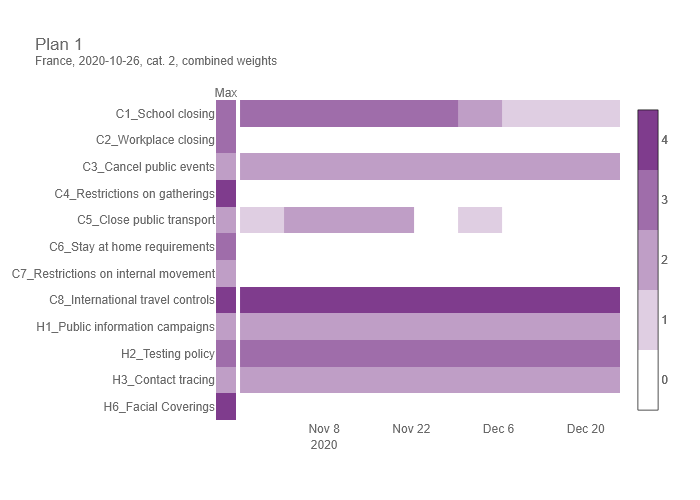 Plan 1
France, 2020-10-26, cat. 2, combined weights
Max
C1_School closing
C2_Workplace closing
C3_Cancel public events
C4_Restrictions on gatherings
C5_Close public transport
C6_Stay at home requirements
C7_Restrictions on internal movement
C8_International travel controls
H1_Public information campaigns
H2_Testing policy
H3_Contact tracing
H6_Facial Coverings
Nov 8 Nov 22 Dec 6 Dec 20
2020
4
3
2
1
0